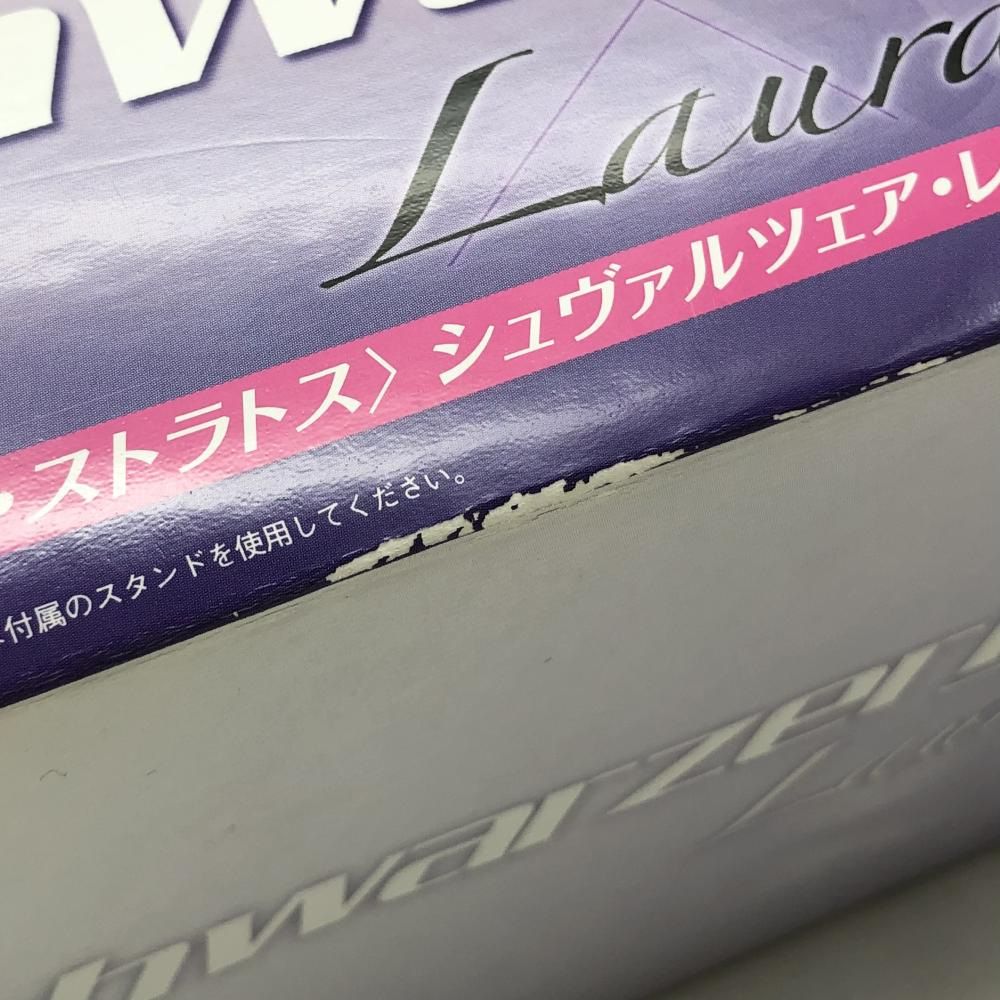 Laura
・ストラトス〉シュヴァルツェア・レ
付属のスタンドを使用してください。
hwarzer
Laura